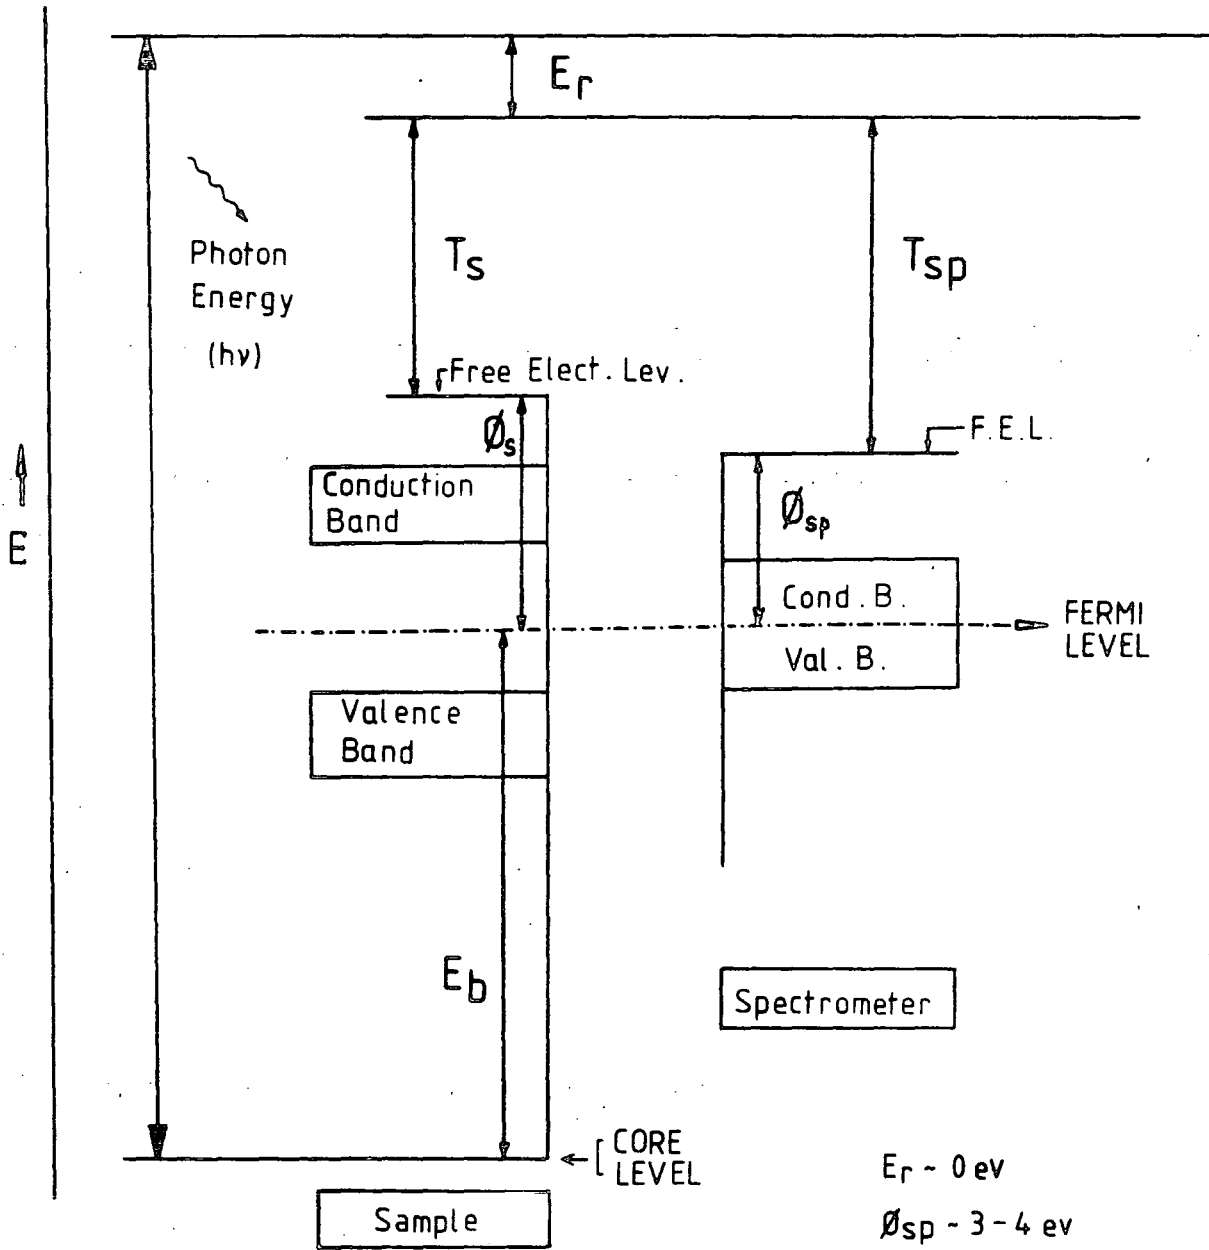 Er
Photon
Energy
(hν)
Ts
Tsp
Free Elect. Lev.
Øs
F.E.L.
Conduction
Band
Øsp
E
Cond. B.
FERMI
LEVEL
Val. B.
Valence
Band
Eb
Spectrometer
CORE
LEVEL
Er ~ 0 ev
Sample
Øsp ~ 3-4 ev